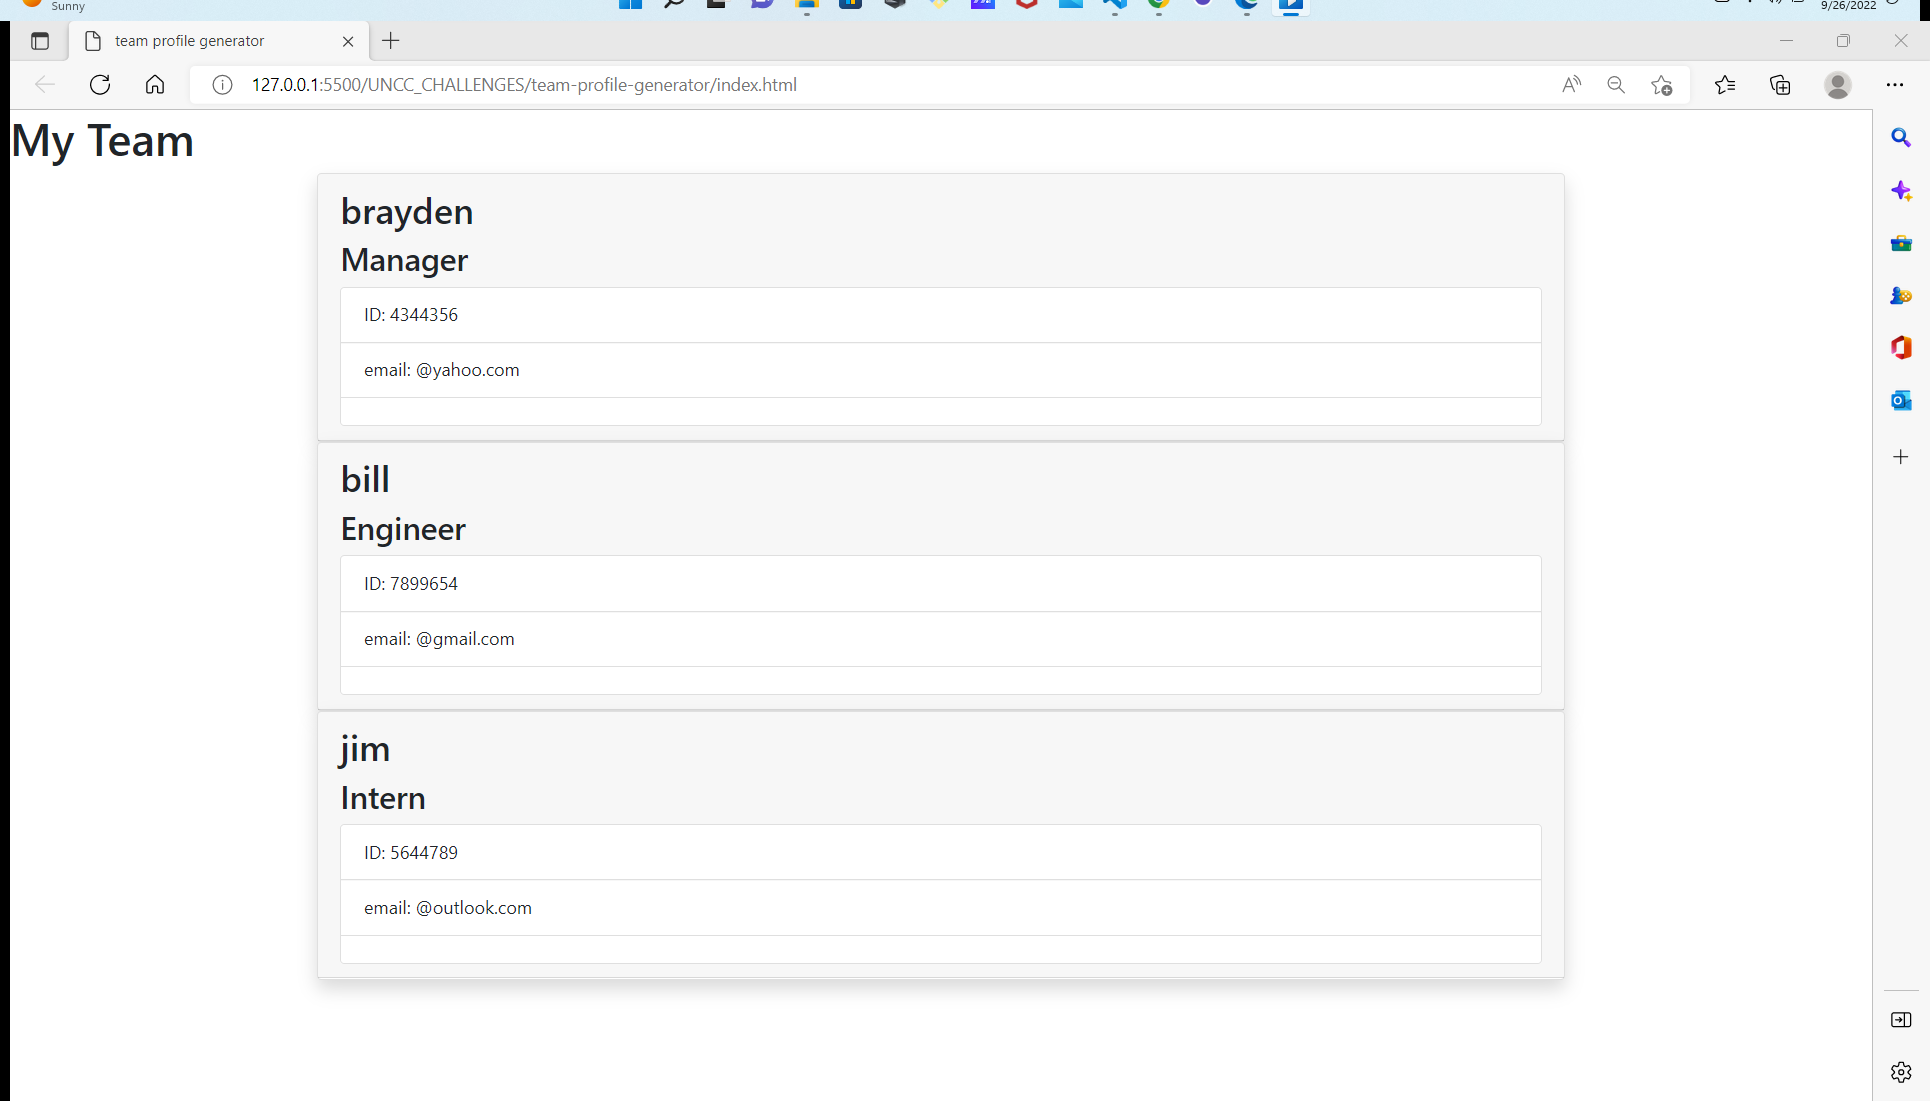 Sunny
9/26/2022
team profile generator
127.0.0.1:5500/UNCC_CHALLENGES/team-profile-generator/index.html
My Team
brayden
Manager
ID: 4344356
email: @yahoo.com
bill
Engineer
ID: 7899654
email: @gmail.com
jim
Intern
ID: 5644789
email: @outlook.com